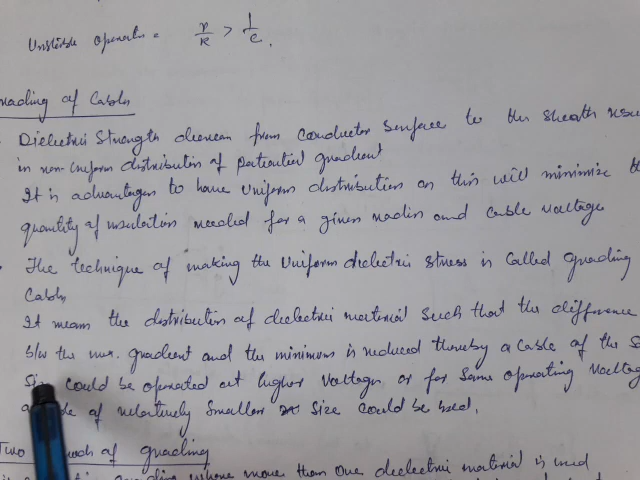 Unstable operation = r/R > 1/c.
Grading of Cables
Dielectric Strength decreases from conductor surface to the sheath resu
in non-uniform distribution of potential gradient
It is advantages to have uniform distribution as this will minimize th
quantity of insulation needed for a given radius and cable voltage
The technique of making the uniform dielectric stress is called grading
Cables
It means the distribution of dielectric material such that the difference
b/w the max. gradient and the minimum is reduced thereby a cable of the s
size could be operated at higher voltages or for same operating voltage
of relatively smaller size could be used.
Two of grading
grading where more than one dielectric material is used